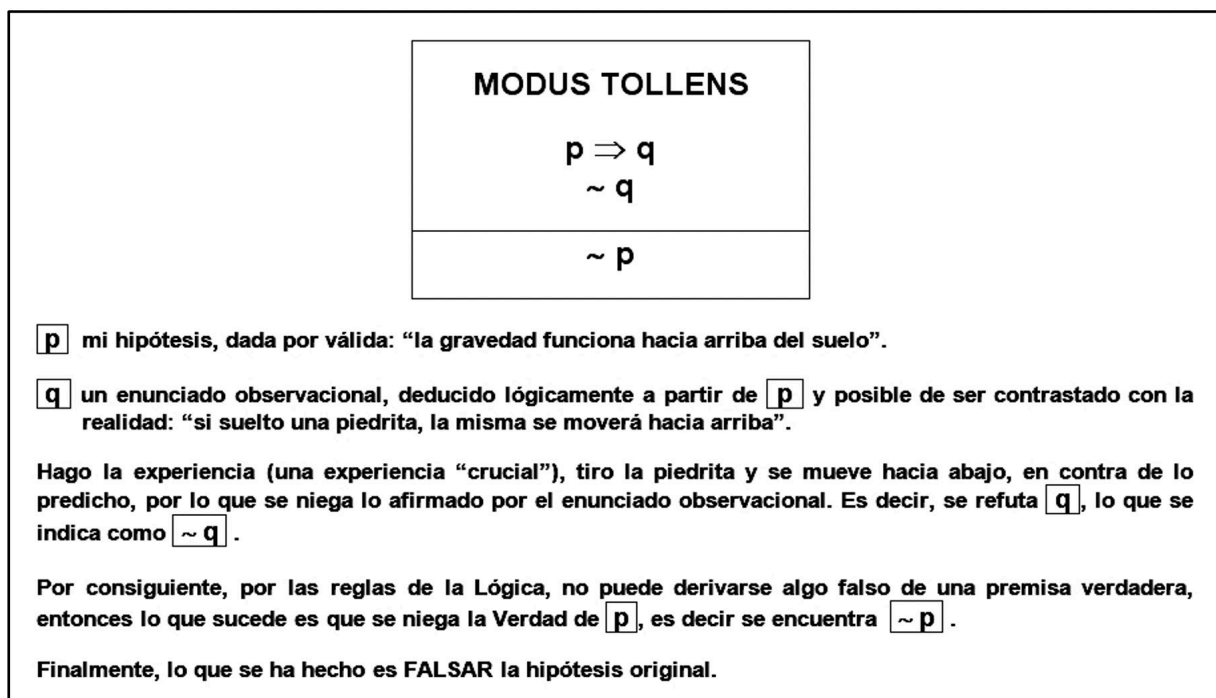 MODUS TOLLENS
p ⇒ q
~ q
~ p
p mi hipótesis, dada por válida: “la gravedad funciona hacia arriba del suelo”.
q un enunciado observacional, deducido lógicamente a partir de p y posible de ser contrastado con la
realidad: “si suelto una piedrita, la misma se moverá hacia arriba”.
Hago la experiencia (una experiencia “crucial”), tiro la piedrita y se mueve hacia abajo, en contra de lo
predicho, por lo que se niega lo afirmado por el enunciado observacional. Es decir, se refuta q, lo que se
indica como ~ q .
Por consiguiente, por las reglas de la Lógica, no puede derivarse algo falso de una premisa verdadera,
entonces lo que sucede es que se niega la Verdad de p, es decir se encuentra ~ p .
Finalmente, lo que se ha hecho es FALSAR la hipótesis original.